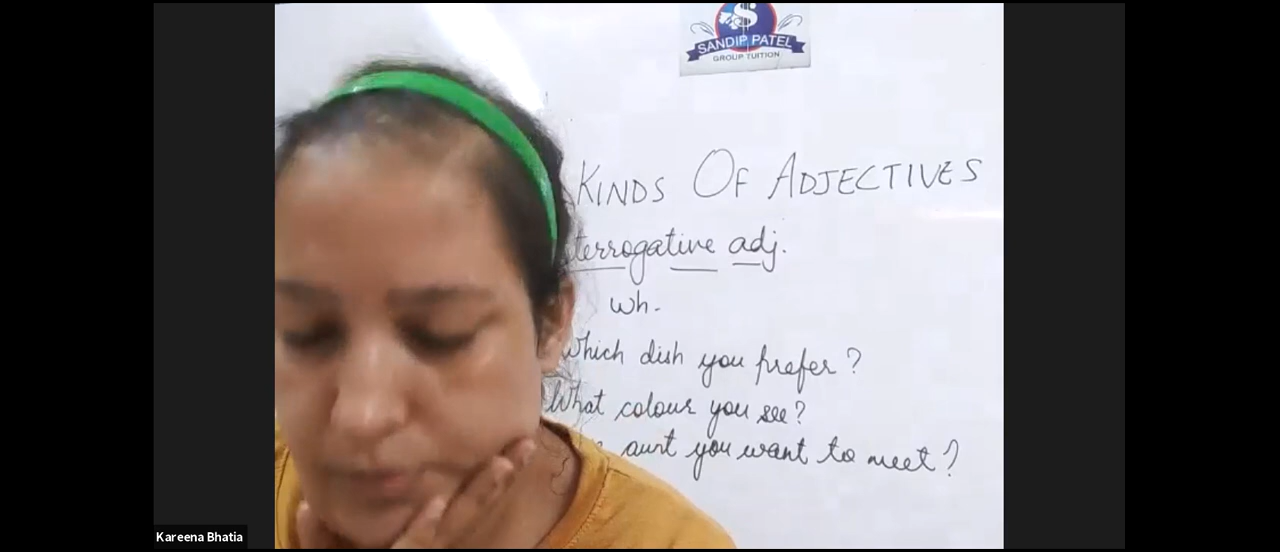 $
SANDIP PATEL
GROUP TUITION
KINDS OF ADJECTIVES
terrogative adj.
Wh-
Which dish you prefer?
What colour you see?
aunt you want to meet?
Kareena Bhatia